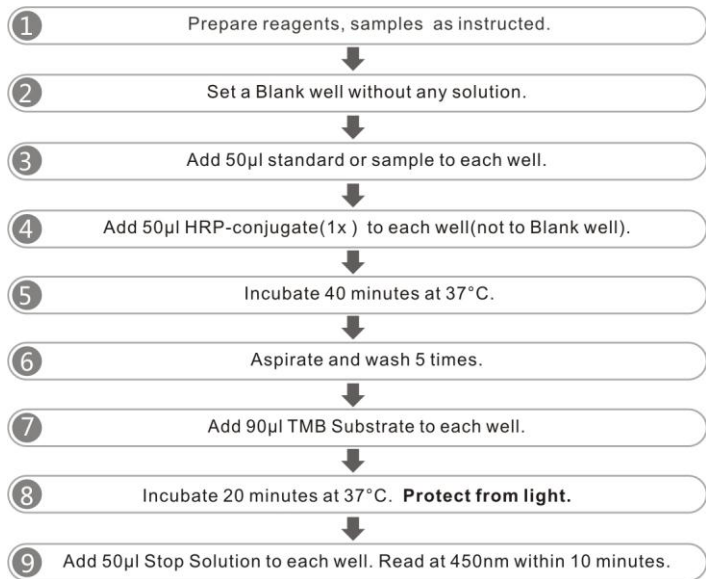 1 Prepare reagents, samples as instructed.
2 Set a Blank well without any solution.
3 Add 50μl standard or sample to each well.
4 Add 50μl HRP-conjugate(1x ) to each well(not to Blank well).
5 Incubate 40 minutes at 37°C.
6 Aspirate and wash 5 times.
7 Add 90μl TMB Substrate to each well.
8 Incubate 20 minutes at 37°C. Protect from light.
9 Add 50μl Stop Solution to each well. Read at 450nm within 10 minutes.